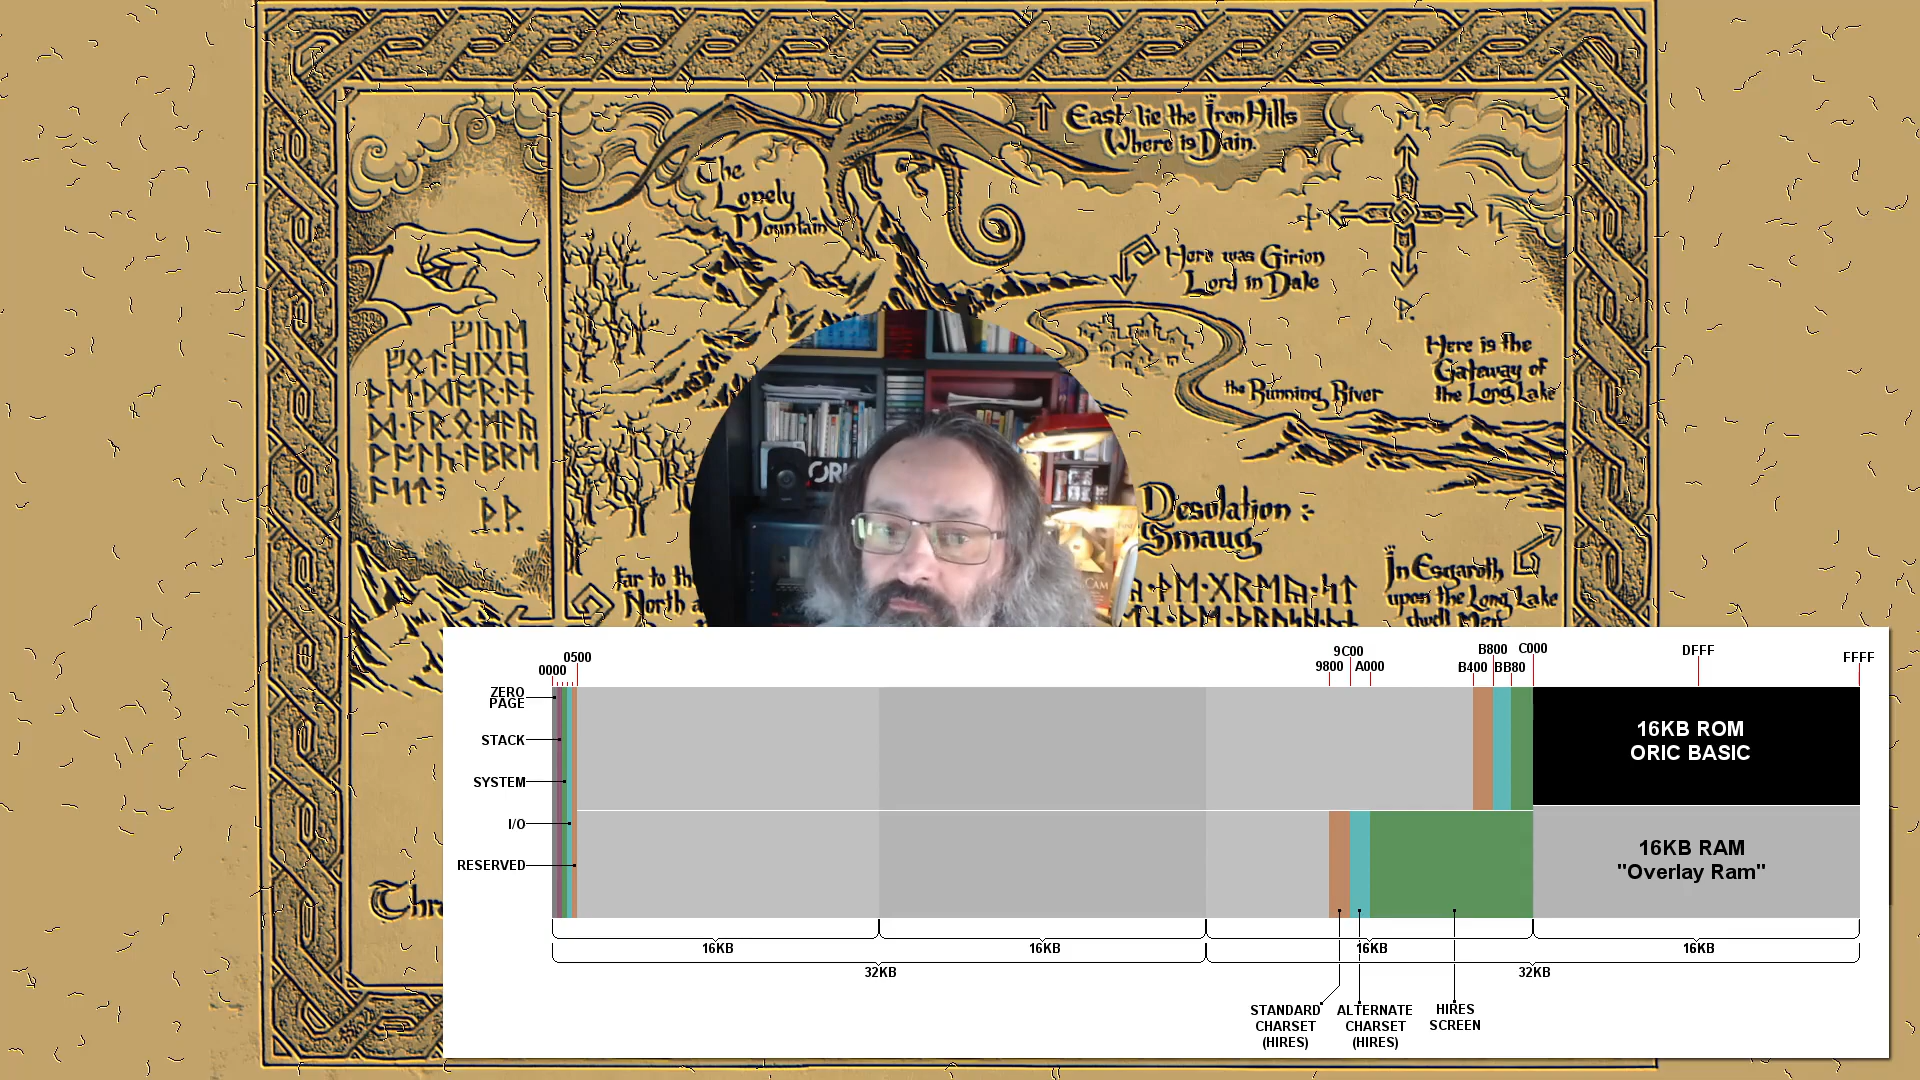 East lie the Iron Hills
Where is Dain.
The
Lonely
Mountain
Here was Girion
Lord in Dale
Here is the
Gateway of
the Long Lake
the Running River
ORIC
Desolation of
Smaug
far to the
North a
In Esgaroth
upon the Long Lake
dwell Men
ᚠᛁᚢᛖ
ᚦ.
0000
0500
9800
9C00
A000
B400
B800
BB80
C000
DFFF
FFFF
ZERO
PAGE
STACK
SYSTEM
I/O
RESERVED
16KB ROM
ORIC BASIC
16KB RAM
"Overlay Ram"
16KB
16KB
16KB
16KB
32KB
32KB
STANDARD
CHARSET
(HIRES)
ALTERNATE
CHARSET
(HIRES)
HIRES
SCREEN